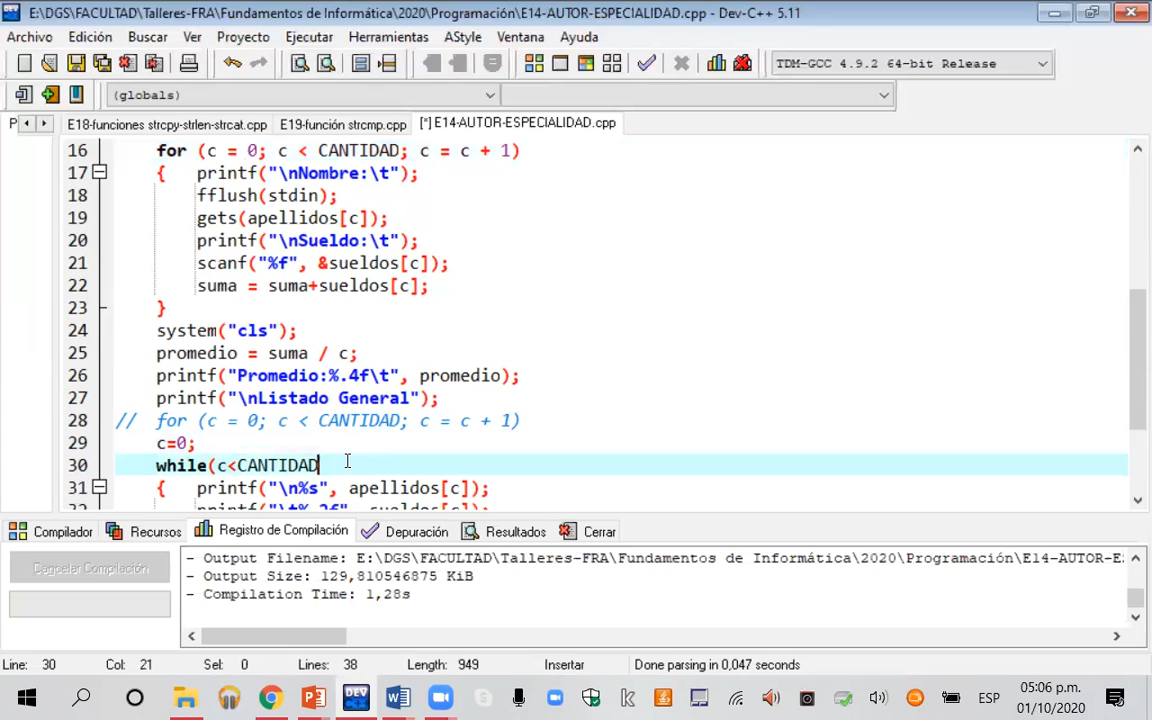 E:\DGS\FACULTAD\Talleres-FRA\Fundamentos de Informática\2020\Programación\E14-AUTOR-ESPECIALIDAD.cpp - Dev-C++ 5.11
Archivo Edición Buscar Ver Proyecto Ejecutar Herramientas AStyle Ventana Ayuda
TDM-GCC 4.9.2 64-bit Release
(globals)
P E18-funciones strcpy-strlen-strcat.cpp E19-función strcmp.cpp [*] E14-AUTOR-ESPECIALIDAD.cpp
16 for (c = 0; c < CANTIDAD; c = c + 1)
17 { printf("\nNombre:\t");
18 fflush(stdin);
19 gets(apellidos[c]);
20 printf("\nSueldo:\t");
21 scanf("%f", &sueldos[c]);
22 suma = suma+sueldos[c];
23 }
24 system("cls");
25 promedio = suma / c;
26 printf("Promedio:%.4f\t", promedio);
27 printf("\nListado General");
28 // for (c = 0; c < CANTIDAD; c = c + 1)
29 c=0;
30 while(c<CANTIDAD
31 { printf("\n%s", apellidos[c]);
32 printf("\t%.2f", sueldos[c]);
Compilador Recursos Registro de Compilación Depuración Resultados Cerrar
Cancelar Compilación
- Output Filename: E:\DGS\FACULTAD\Talleres-FRA\Fundamentos de Informática\2020\Programación\E14-AUTOR-E
- Output Size: 129,810546875 KiB
- Compilation Time: 1,28s
Line: 30 Col: 21 Sel: 0 Lines: 38 Length: 949 Insertar Done parsing in 0,047 seconds
DEV
ESP
05:06 p.m.
01/10/2020